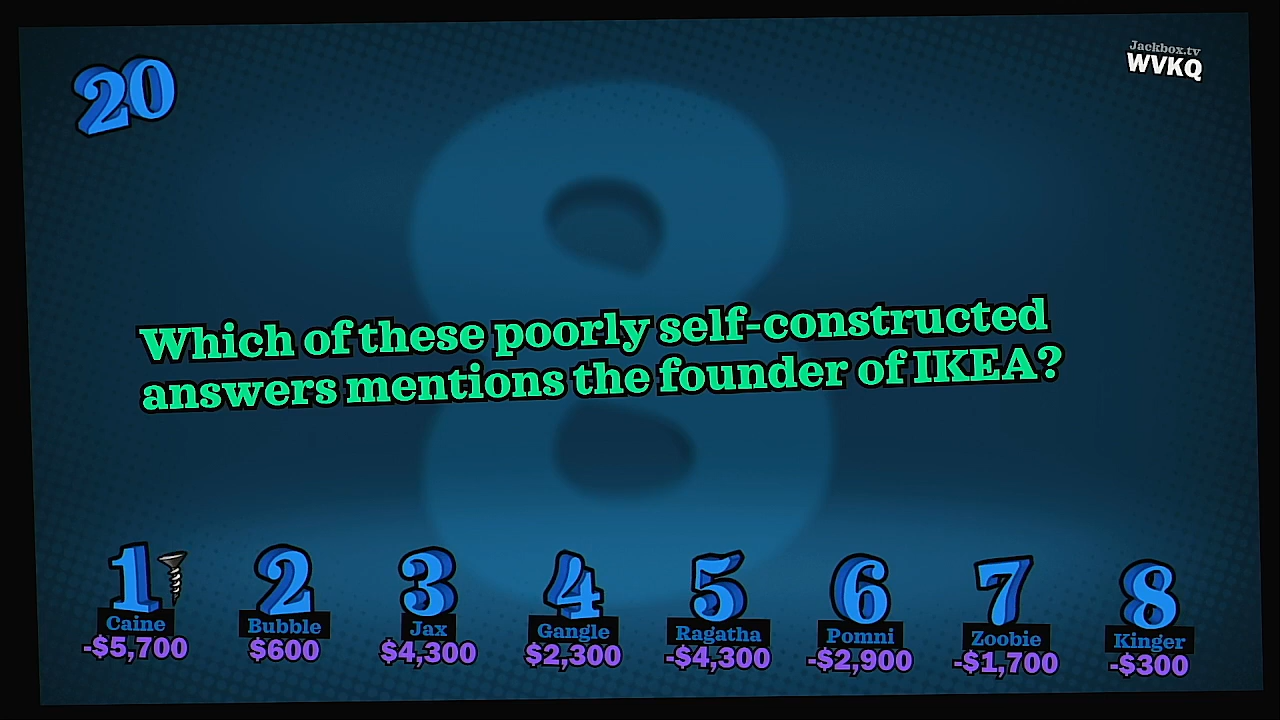 20
Jackbox.tv
WVKQ
8
Which of these poorly self-constructed
answers mentions the founder of IKEA?
1 2 3 4 5 6 7 8
Caine Bubble Jax Gangle Ragatha Pomni Zoobie Kinger
-$5,700 $600 $4,300 $2,300 -$4,300 -$2,900 -$1,700 -$300